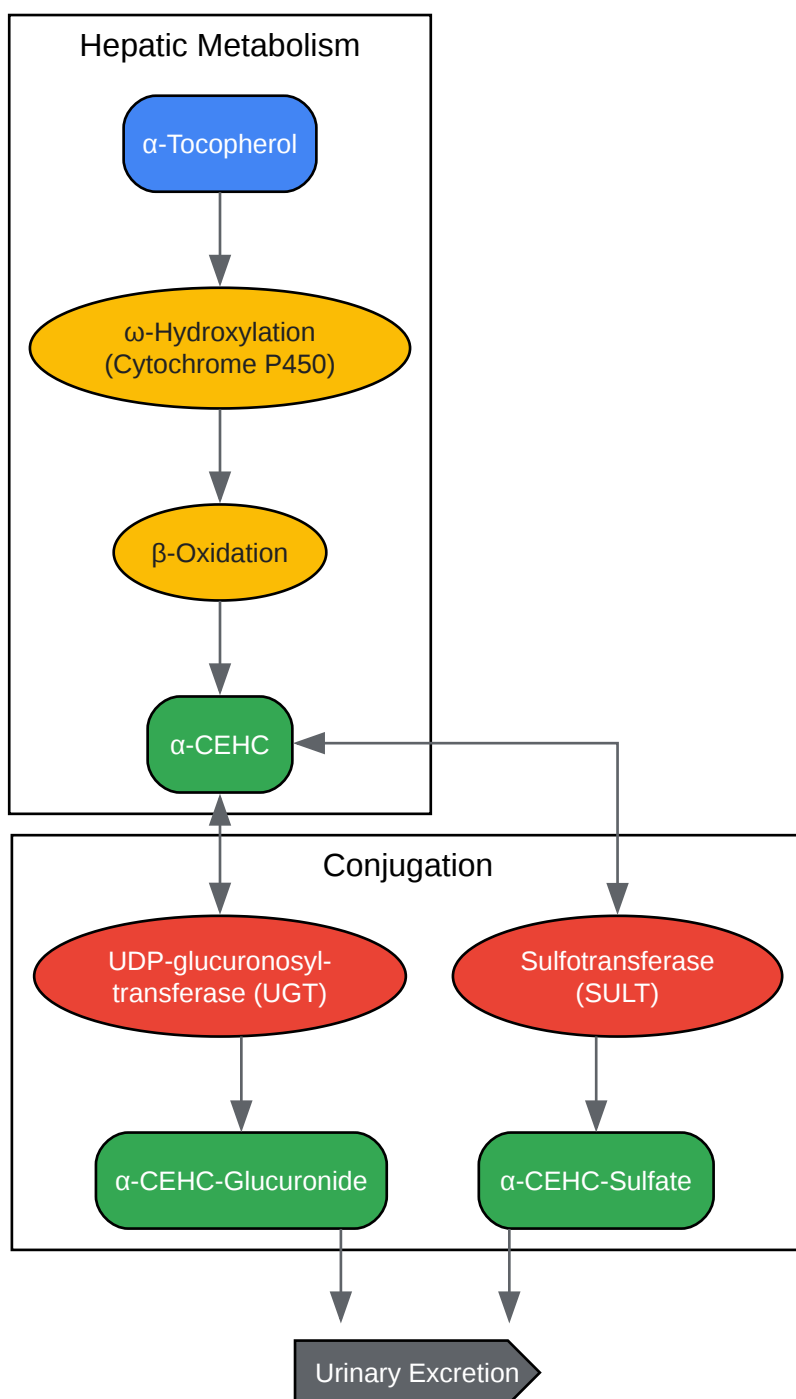 Hepatic Metabolism
α-Tocopherol
ω-Hydroxylation
(Cytochrome P450)
β-Oxidation
α-CEHC
Conjugation
UDP-glucuronosyl-
transferase (UGT)
Sulfotransferase
(SULT)
α-CEHC-Glucuronide
α-CEHC-Sulfate
Urinary Excretion